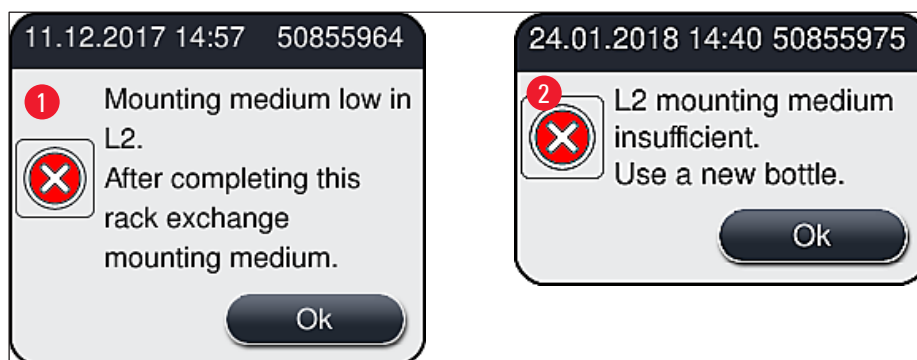 11.12.2017 14:57 50855964
1
Mounting medium low in
L2.
After completing this
rack exchange
mounting medium.
Ok
24.01.2018 14:40 50855975
2
L2 mounting medium
insufficient.
Use a new bottle.
Ok